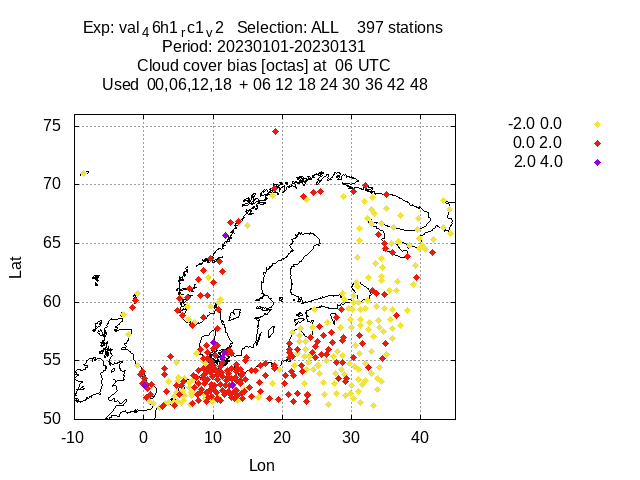 Exp: val₄6h1ᵣc1ᵥ2 Selection: ALL 397 stations
Period: 20230101-20230131
Cloud cover bias [octas] at 06 UTC
Used 00,06,12,18 + 06 12 18 24 30 36 42 48
-2.0 0.0
0.0 2.0
2.0 4.0
75
70
65
60
55
50
Lat
-10 0 10 20 30 40
Lon